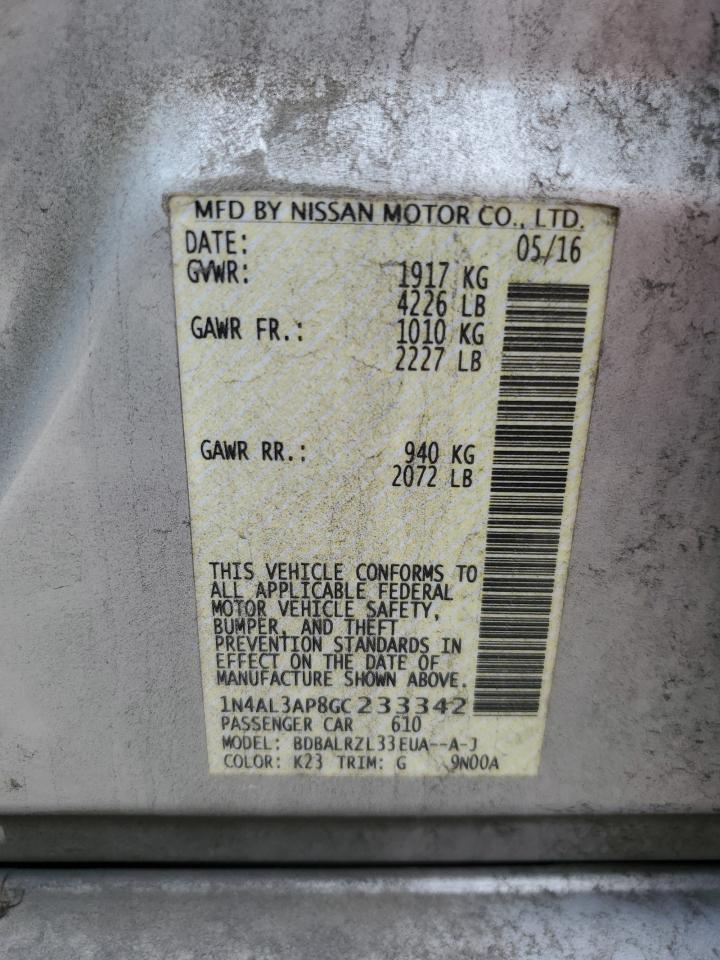 MFD BY NISSAN MOTOR CO., LTD.
DATE: 05/16
GVWR: 1917 KG
4226 LB
GAWR FR.: 1010 KG
2227 LB
GAWR RR.: 940 KG
2072 LB
THIS VEHICLE CONFORMS TO
ALL APPLICABLE FEDERAL
MOTOR VEHICLE SAFETY,
BUMPER, AND THEFT
PREVENTION STANDARDS IN
EFFECT ON THE DATE OF
MANUFACTURE SHOWN ABOVE.
1N4AL3AP8GC233342
PASSENGER CAR 610
MODEL: BDBALRZL33EUA--A-J
COLOR: K23 TRIM: G 9N00A